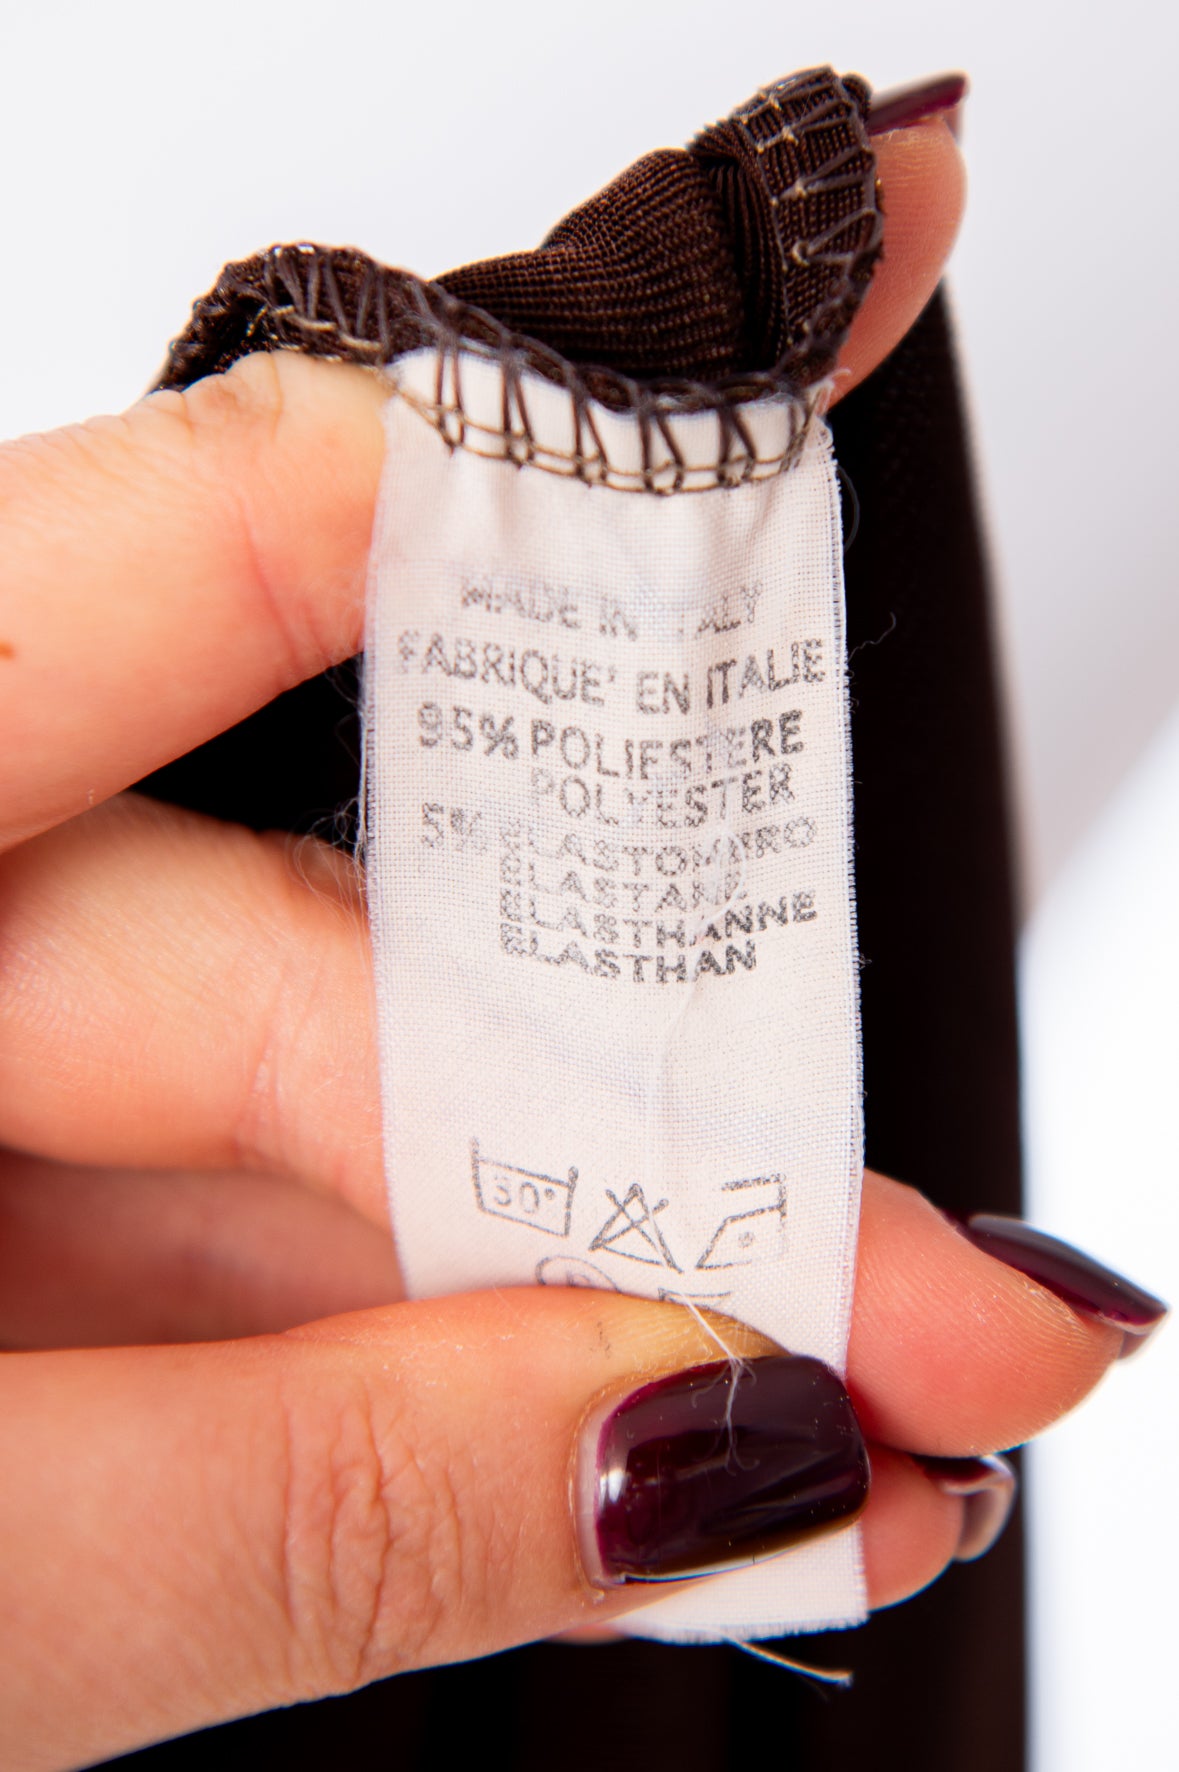 MADE IN ITALY
FABRIQUE' EN ITALIE
95% POLIESTERE
POLYESTER
5% ELASTOMERO
ELASTANE
ELASTHANNE
ELASTHAN
30°